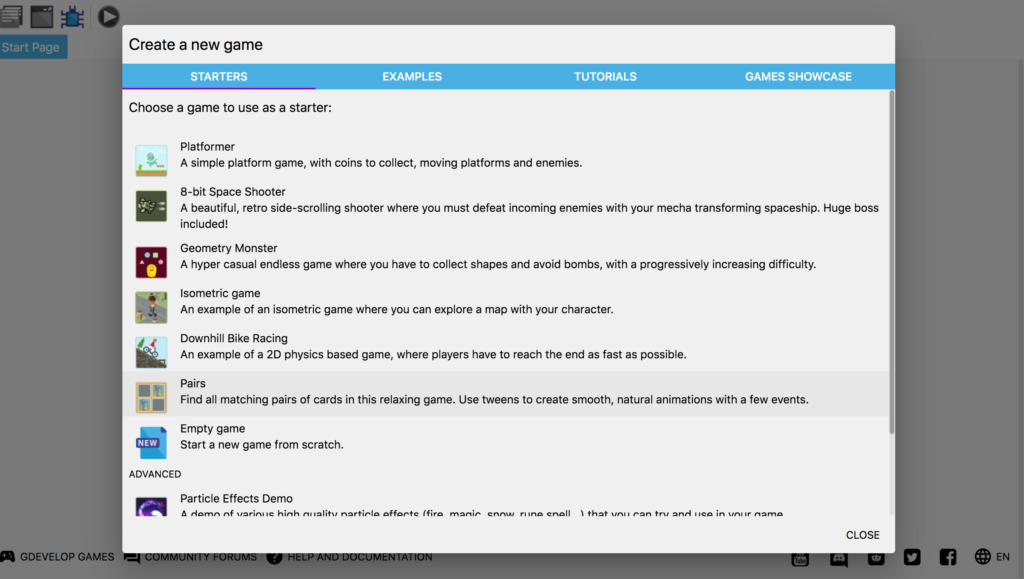 Start Page
Create a new game
STARTERS
EXAMPLES
TUTORIALS
GAMES SHOWCASE
Choose a game to use as a starter:
Platformer
A simple platform game, with coins to collect, moving platforms and enemies.
8-bit Space Shooter
A beautiful, retro side-scrolling shooter where you must defeat incoming enemies with your mecha transforming spaceship. Huge boss
included!
Geometry Monster
A hyper casual endless game where you have to collect shapes and avoid bombs, with a progressively increasing difficulty.
Isometric game
An example of an isometric game where you can explore a map with your character.
Downhill Bike Racing
An example of a 2D physics based game, where players have to reach the end as fast as possible.
Pairs
Find all matching pairs of cards in this relaxing game. Use tweens to create smooth, natural animations with a few events.
NEW
Empty game
Start a new game from scratch.
ADVANCED
Particle Effects Demo
A demo of various high quality particle effects (fire, magic, snow, rune spell...) that you can try and use in your game
CLOSE
GDEVELOP GAMES
COMMUNITY FORUMS
HELP AND DOCUMENTATION
EN